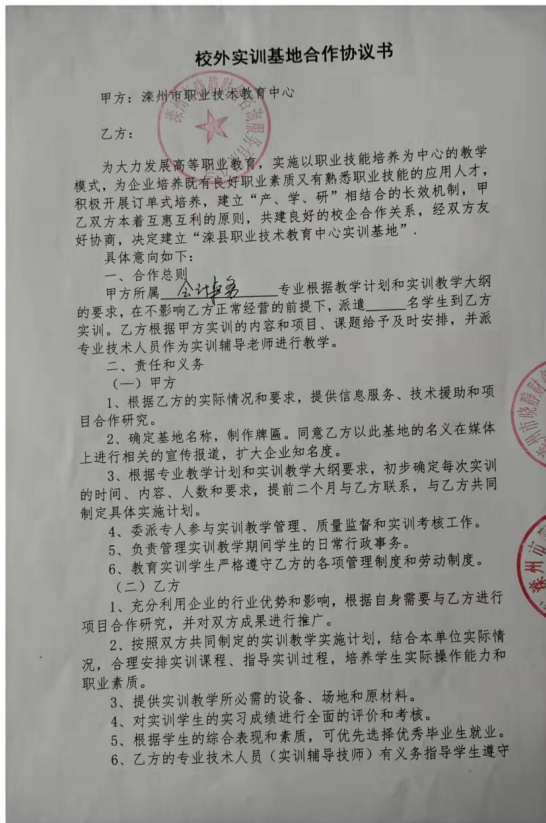 校外实训基地合作协议书
甲方：滦州市职业技术教育中心
乙方：
为大力发展高等职业教育，实施以职业技能培养为中心的教学
模式，为企业培养既有良好职业素质又有熟悉职业技能的应用人才，
积极开展订单式培养，建立“产、学、研”相结合的长效机制，甲
乙双方本着互惠互利的原则，共建良好的校企合作关系，经双方友
好协商，决定建立“滦县职业技术教育中心实训基地”.
具体意向如下：
一、合作总则
甲方所属 会计事务 专业根据教学计划和实训教学大纲
的要求，在不影响乙方正常经营的前提下，派遣______名学生到乙方
实训。乙方根据甲方实训的内容和项目、课题给予及时安排，并派
专业技术人员作为实训辅导老师进行教学。
二、责任和义务
（一）甲方
1、根据乙方的实际情况和要求，提供信息服务、技术援助和项
目合作研究。
2、确定基地名称，制作牌匾。同意乙方以此基地的名义在媒体
上进行相关的宣传报道，扩大企业知名度。
3、根据专业教学计划和实训教学大纲要求，初步确定每次实训
的时间、内容、人数和要求，提前二个月与乙方联系，与乙方共同
制定具体实施计划。
4、委派专人参与实训教学管理、质量监督和实训考核工作。
5、负责管理实训教学期间学生的日常行政事务。
6、教育实训学生严格遵守乙方的各项管理制度和劳动制度。
（二）乙方
1、充分利用企业的行业优势和影响，根据自身需要与乙方进行
项目合作研究，并对双方成果进行推广。
2、按照双方共同制定的实训教学实施计划，结合本单位实际情
况，合理安排实训课程、指导实训过程，培养学生实际操作能力和
职业素质。
3、提供实训教学所必需的设备、场地和原材料。
4、对实训学生的实习成绩进行全面的评价和考核。
5、根据学生的综合表现和素质，可优先选择优秀毕业生就业。
6、乙方的专业技术人员（实训辅导技师）有义务指导学生遵守